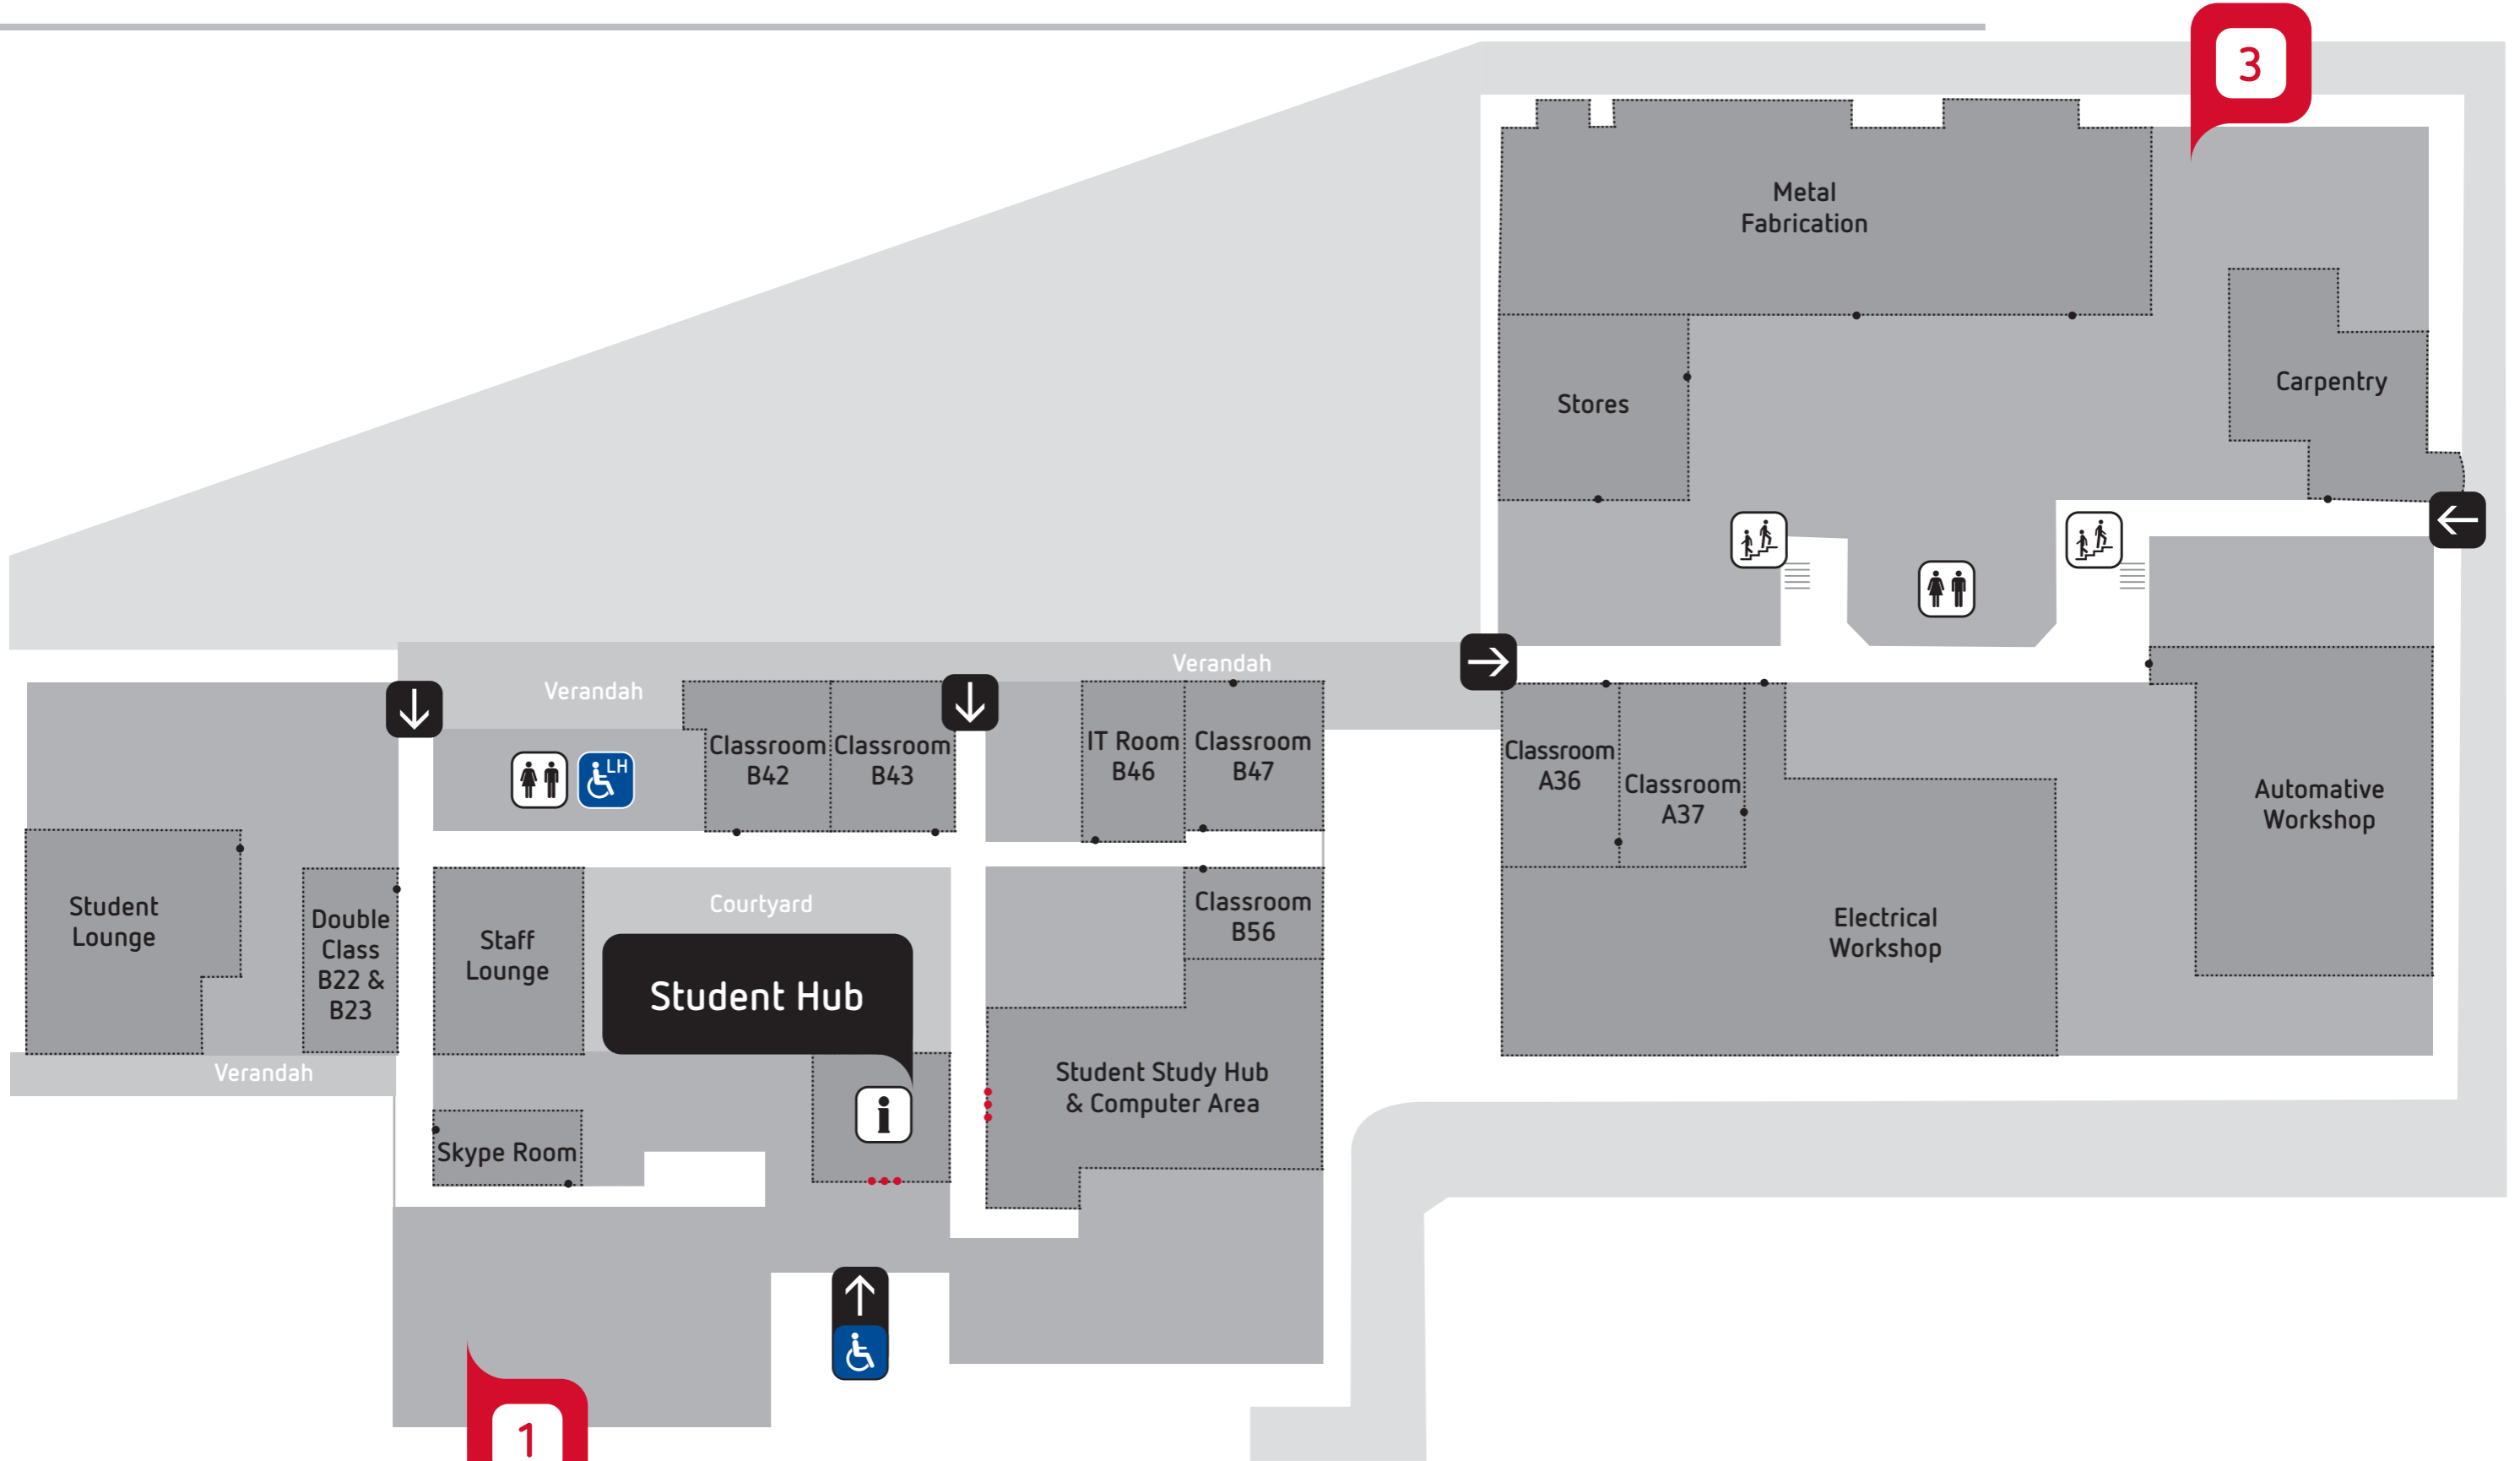 3
Metal
Fabrication
Carpentry
Stores
Verandah
Verandah
Classroom
B42
Classroom
B43
IT Room
B46
Classroom
B47
LH
Classroom
A36
Classroom
A37
Automative
Workshop
Student
Lounge
Double
Class
B22 &
B23
Staff
Lounge
Courtyard
Student Hub
Classroom
B56
Electrical
Workshop
Verandah
Student Study Hub
& Computer Area
i
Skype Room
1